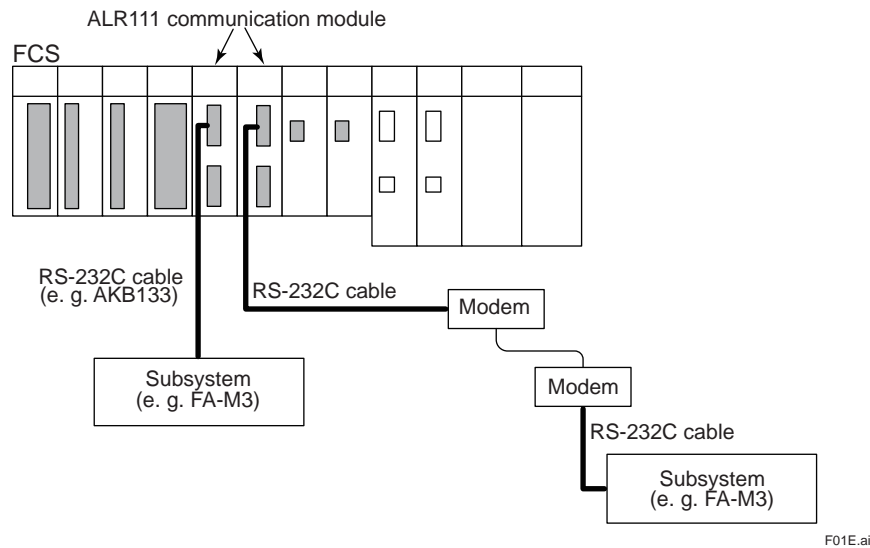 ALR111 communication module
FCS
RS-232C cable
(e. g. AKB133)
RS-232C cable
Modem
Subsystem
(e. g. FA-M3)
Modem
RS-232C cable
Subsystem
(e. g. FA-M3)
F01E.ai